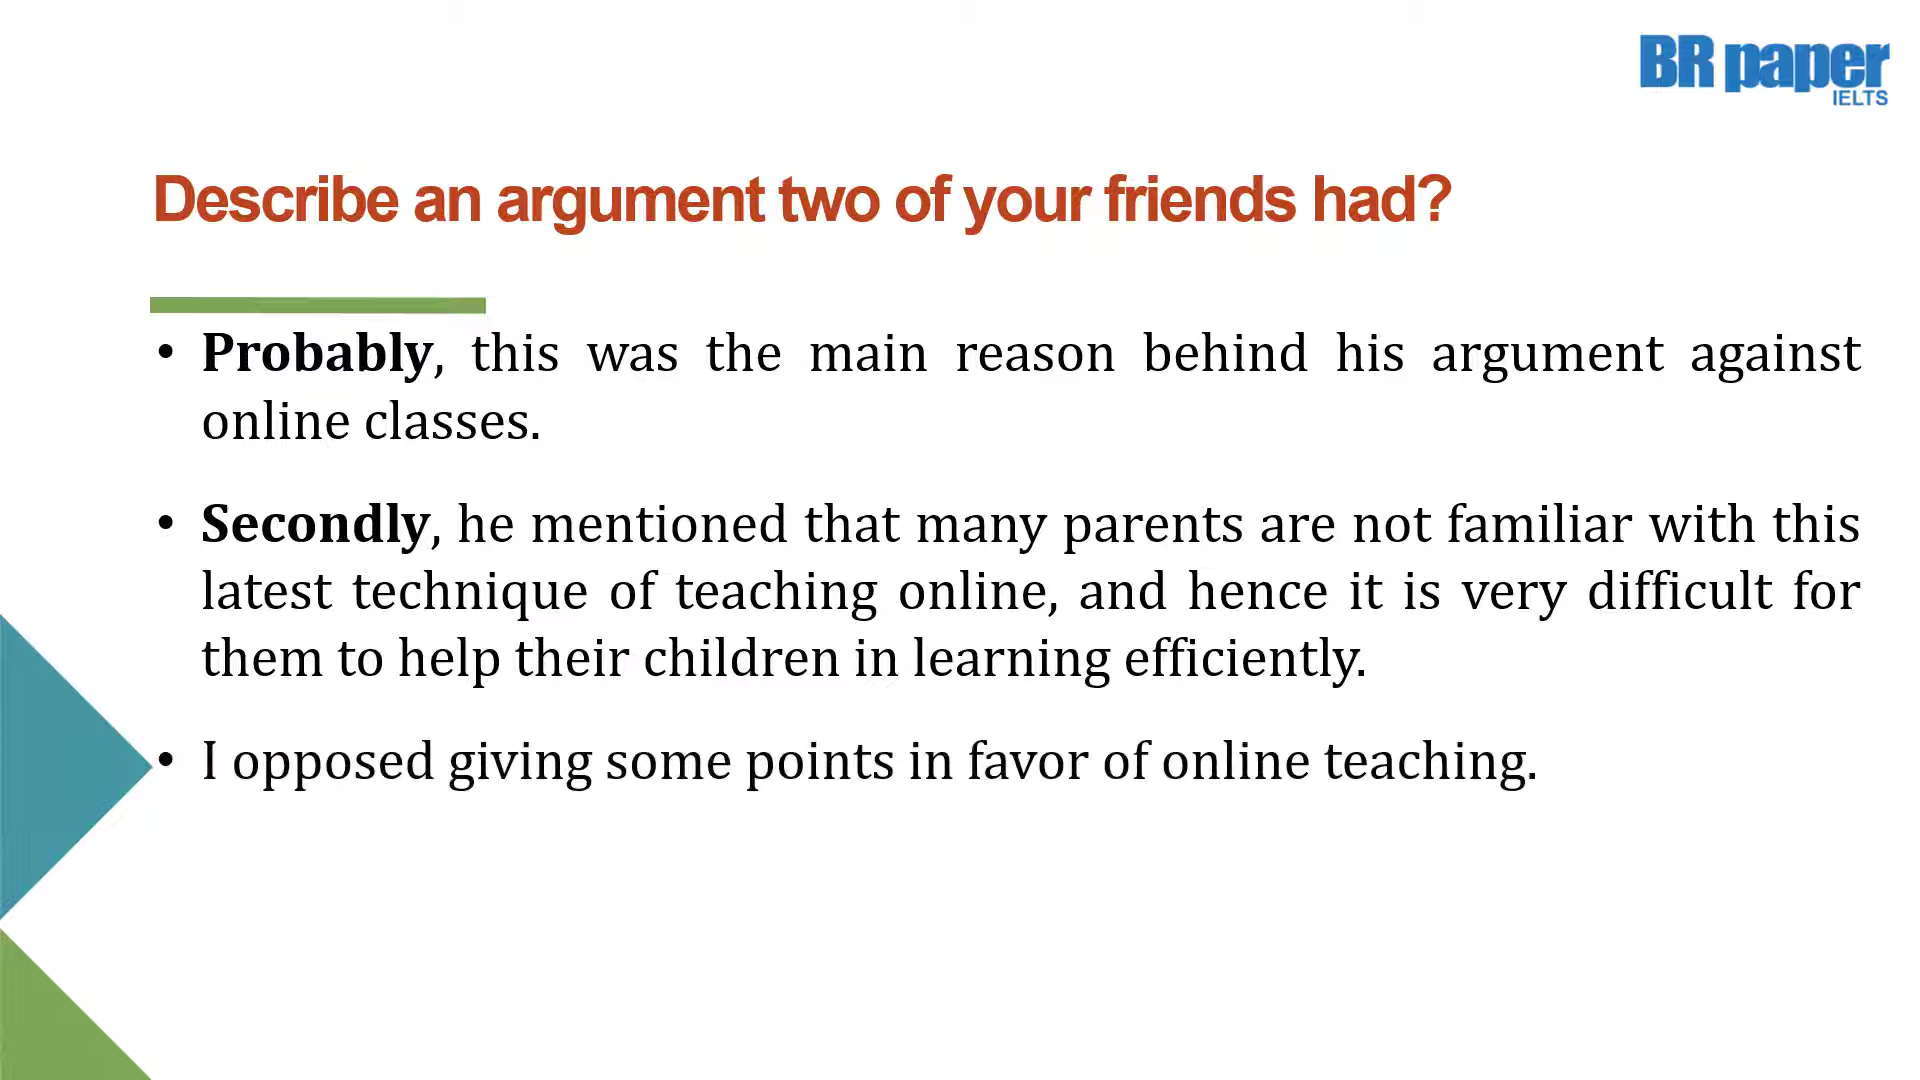 BR paper
IELTS
Describe an argument two of your friends had?
• Probably, this was the main reason behind his argument against
online classes.
• Secondly, he mentioned that many parents are not familiar with this
latest technique of teaching online, and hence it is very difficult for
them to help their children in learning efficiently.
• I opposed giving some points in favor of online teaching.